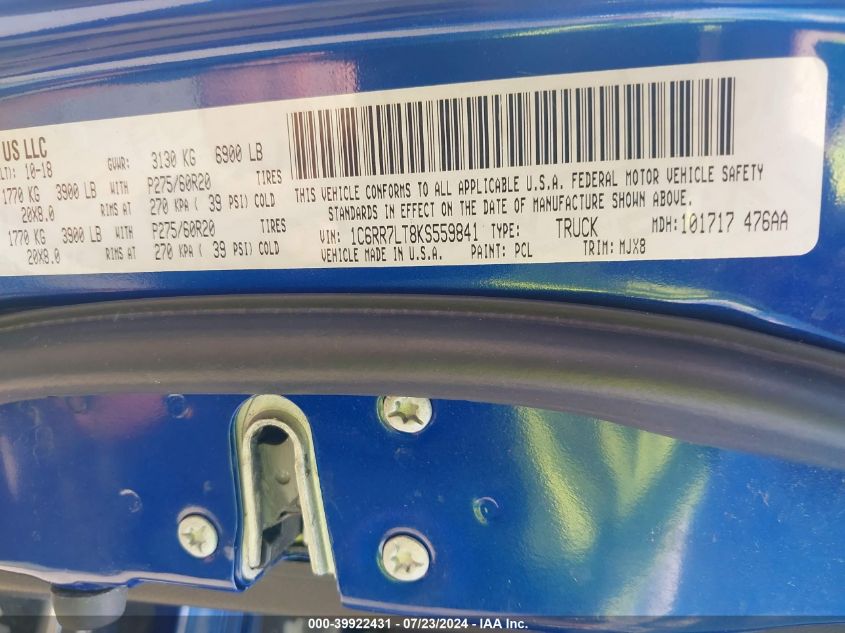 US LLC
LT): 10-18 GVWR: 3130 KG 6900 LB
1770 KG 3900 LB WITH P275/60R20 TIRES
20X8.0 RIMS AT 270 KPA ( 39 PSI) COLD
1770 KG 3900 LB WITH P275/60R20 TIRES
20X8.0 RIMS AT 270 KPA ( 39 PSI) COLD
THIS VEHICLE CONFORMS TO ALL APPLICABLE U.S.A. FEDERAL MOTOR VEHICLE SAFETY
STANDARDS IN EFFECT ON THE DATE OF MANUFACTURE SHOWN ABOVE.
VIN: 1C6RR7LT8KS559841 TYPE: TRUCK MDH: 101717 476AA
VEHICLE MADE IN U.S.A. PAINT: PCL TRIM: MJX8
000-39922431 - 07/23/2024 - IAA Inc.